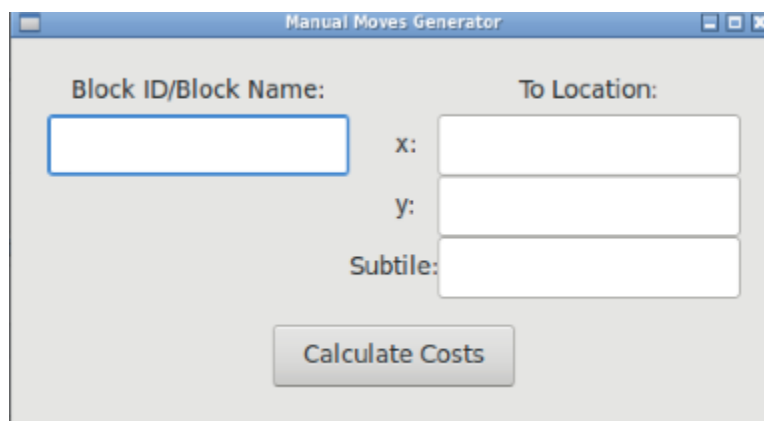 Manual Moves Generator
Block ID/Block Name:
To Location:
x:
y:
Subtile:
Calculate Costs